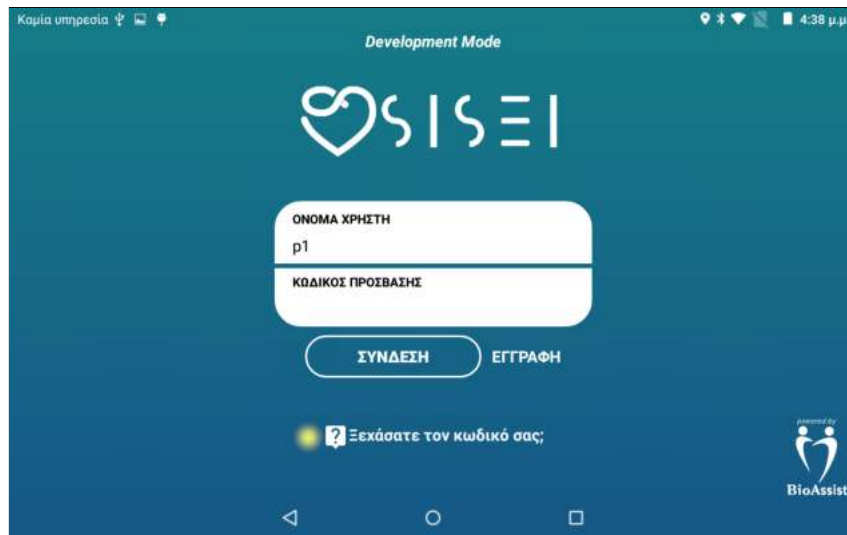 Καμία υπηρεσία 4:38 μ.μ
Development Mode
SISEI
ΟΝΟΜΑ ΧΡΗΣΤΗ
p1
ΚΩΔΙΚΟΣ ΠΡΟΣΒΑΣΗΣ
ΣΥΝΔΕΣΗ ΕΓΓΡΑΦΗ
Ξεχάσατε τον κωδικό σας;
powered by
BioAssist